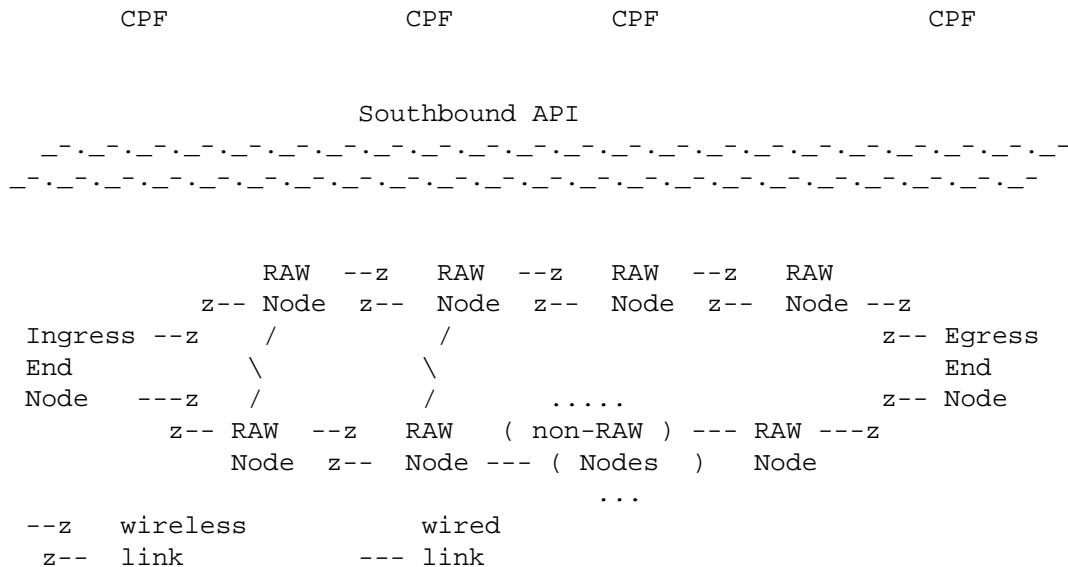 CPF CPF CPF CPF
Southbound API
_-._-._-._-._-._-._-._-._-._-._-._-._-._-._-._-._-._-._-._-._-._-
_-._-._-._-._-._-._-._-._-._-._-._-._-._-._-._-._-._-._-._-._-._-
RAW --z RAW --z RAW --z RAW
z-- Node z-- Node z-- Node z-- Node --z
Ingress --z / / z-- Egress
End \ \ End
Node ---z / / ..... z-- Node
z-- RAW --z RAW ( non-RAW ) --- RAW ---z
Node z-- Node --- ( Nodes ) Node
...
--z wireless wired
z-- link --- link